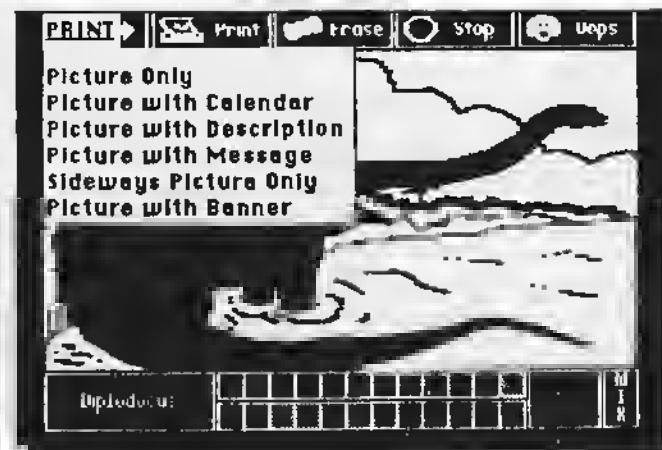 PRINT Print Erase Stop Oops
Picture Only
Picture with Calendar
Picture with Description
Picture with Message
Sideways Picture Only
Picture with Banner
Diplodocus
MIX